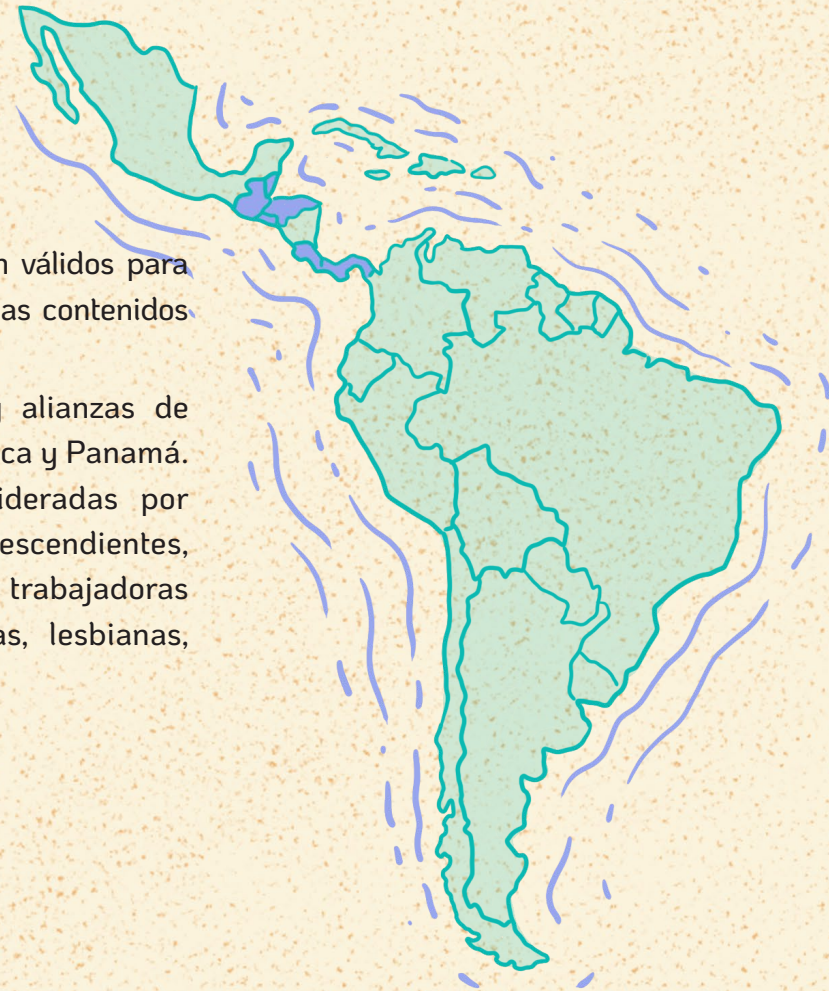 válidos para
as contenidos
alianzas de
ca y Panamá.
ideradas por
escendientes,
trabajadoras
as, lesbianas,